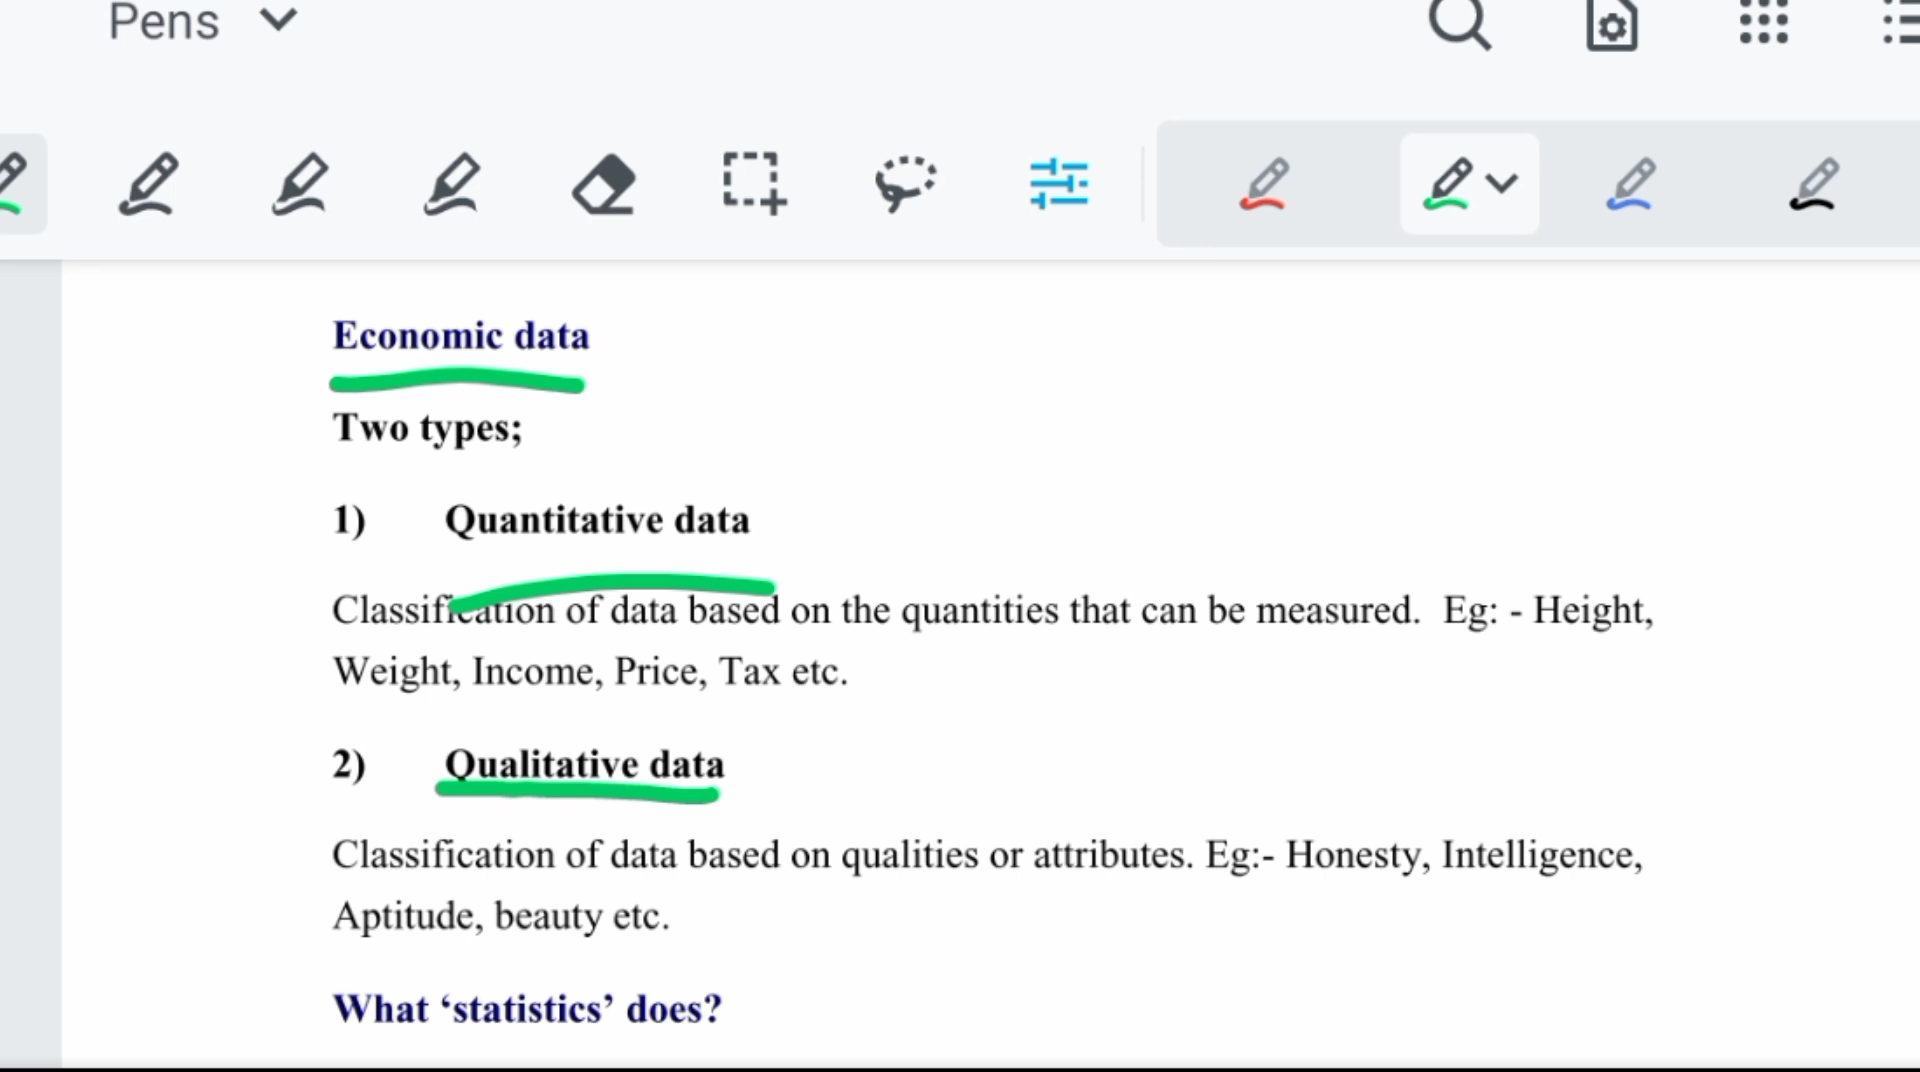 Pens
Economic data
Two types;
1) Quantitative data
Classification of data based on the quantities that can be measured. Eg: - Height,
Weight, Income, Price, Tax etc.
2) Qualitative data
Classification of data based on qualities or attributes. Eg:- Honesty, Intelligence,
Aptitude, beauty etc.
What ‘statistics’ does?